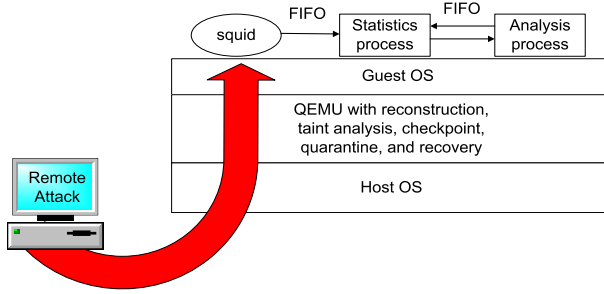 FIFO
FIFO
squid
Statistics
process
Analysis
process
Guest OS
QEMU with reconstruction,
taint analysis, checkpoint,
quarantine, and recovery
Remote
Attack
Host OS